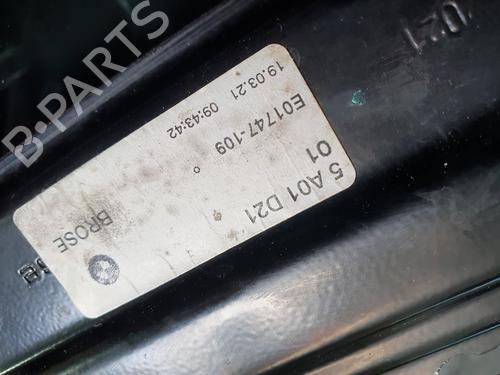 5 A01 D21
01
E01747-109
19.03.21 09:43:42
BROSE
B-PARTS